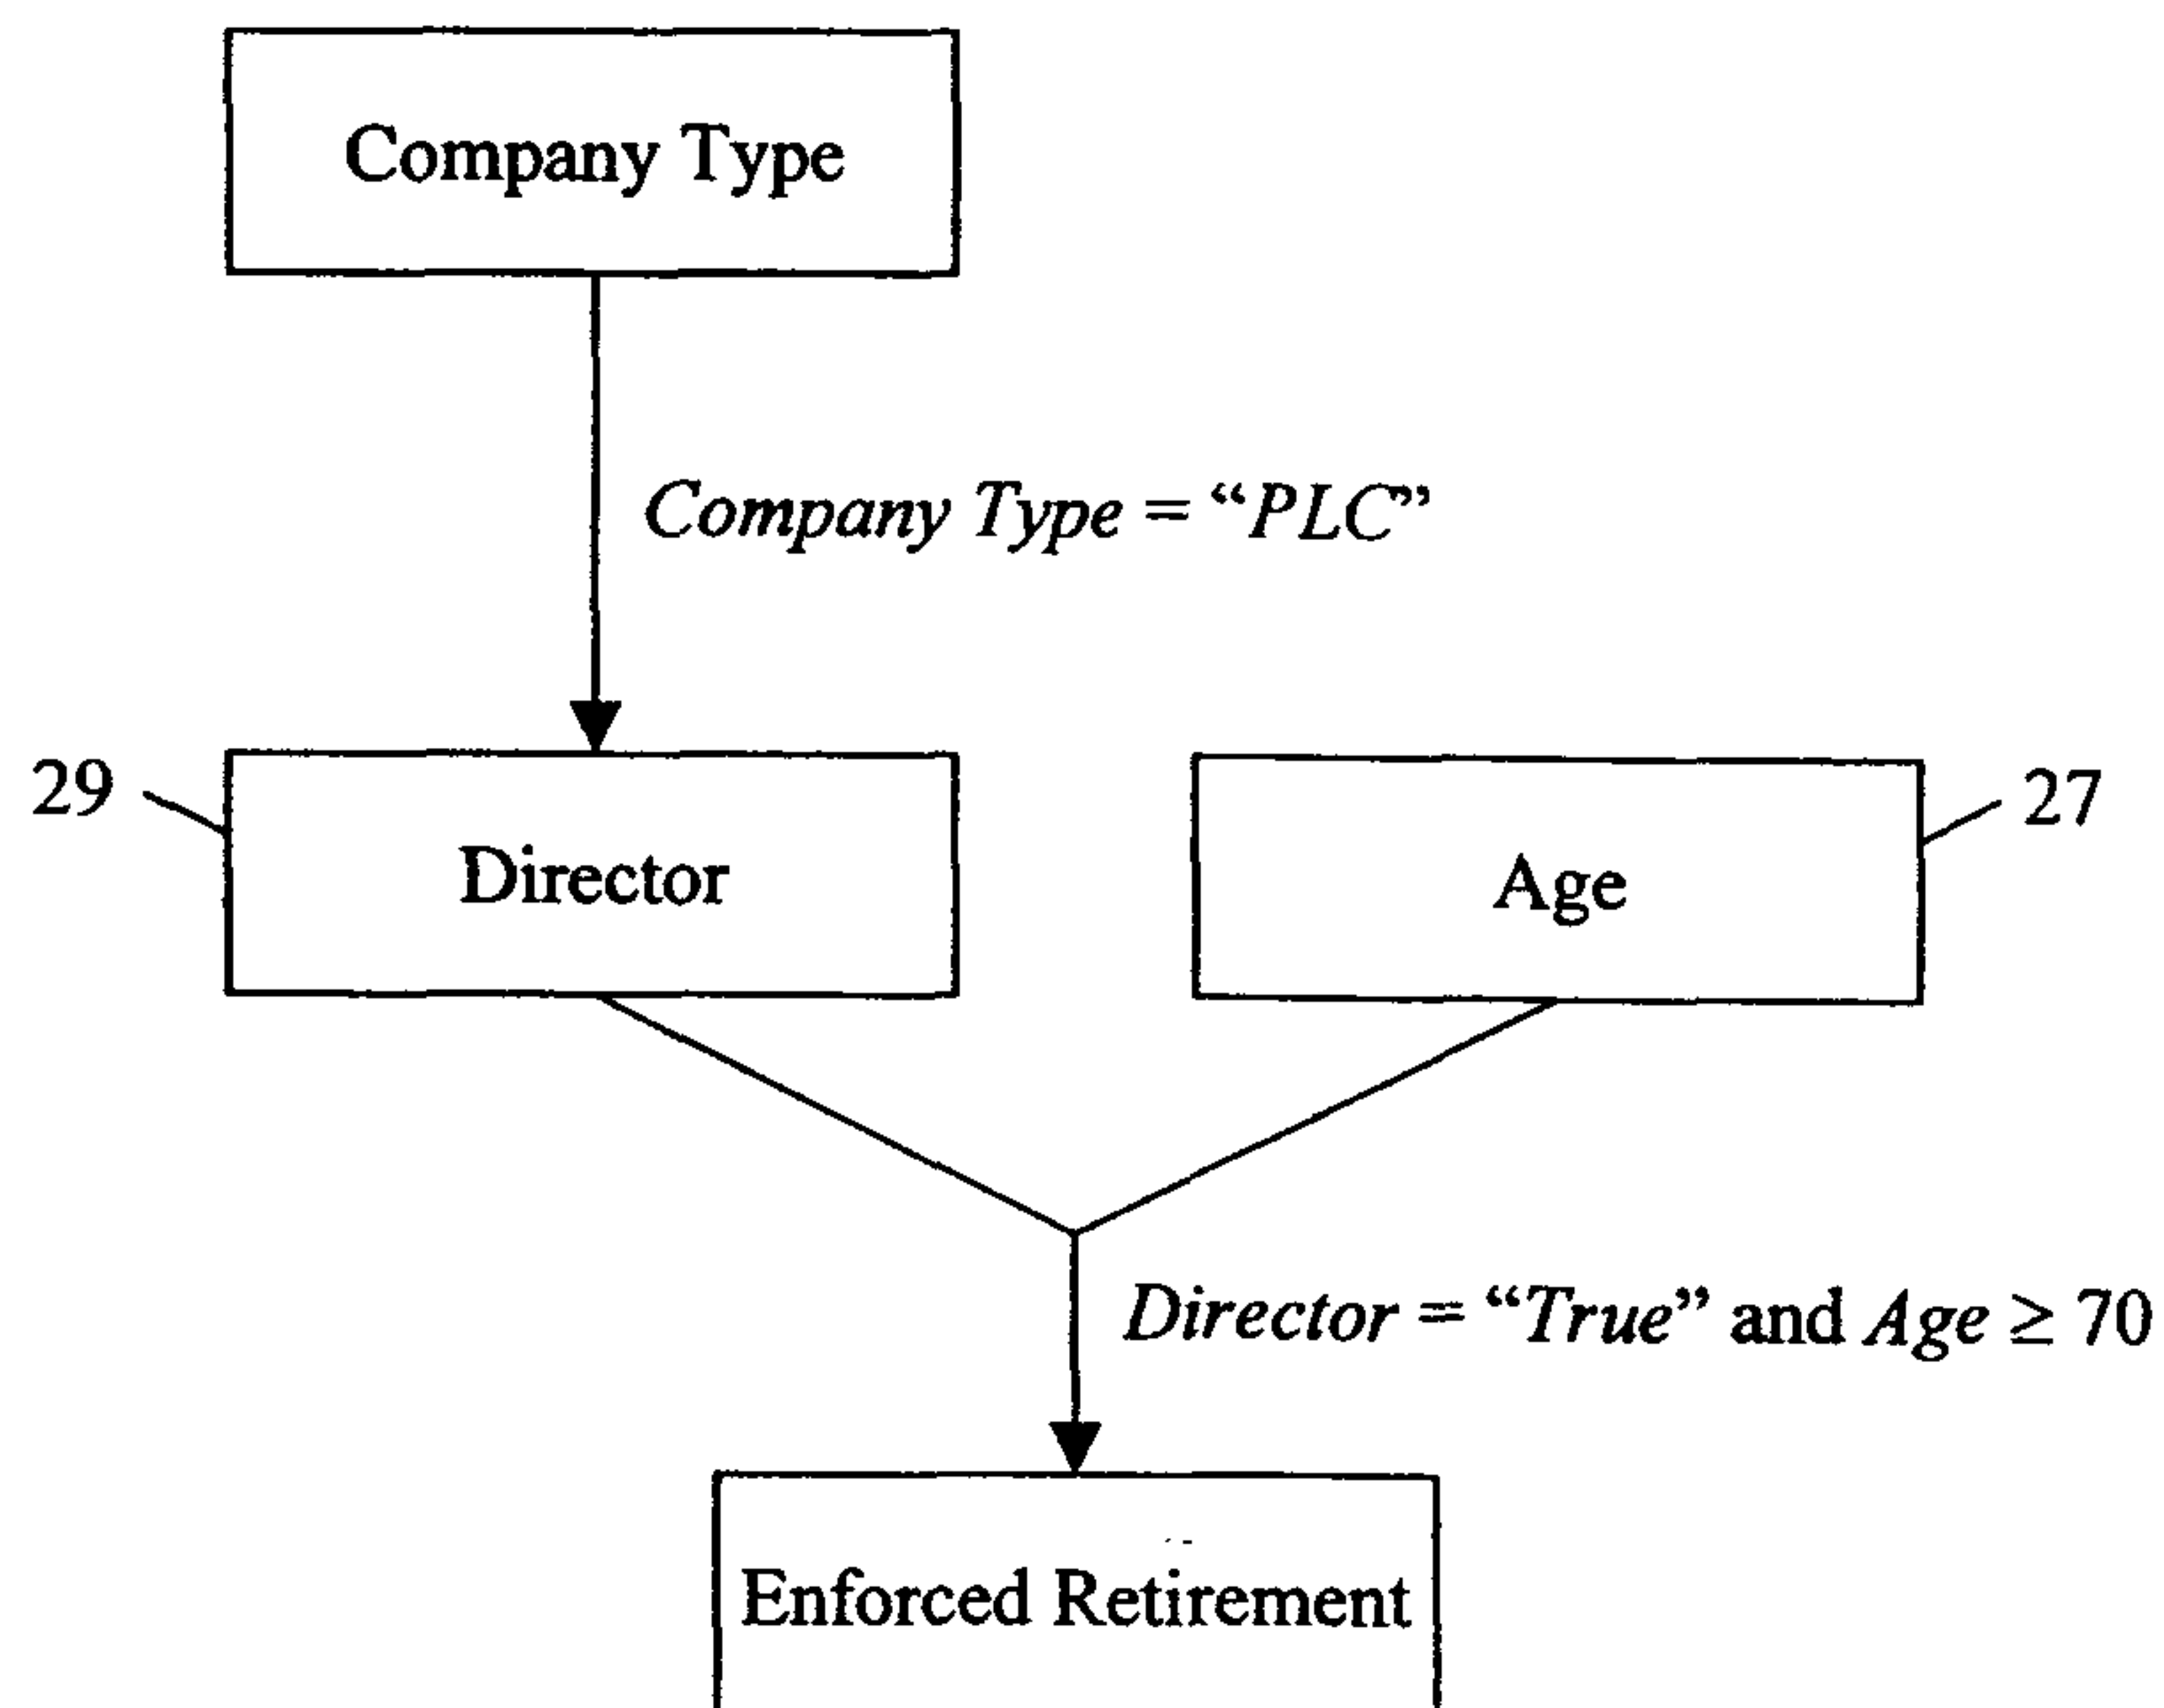 Company Type
Company Type = “PLC”
29
27
Director
Age
Director = “True” and Age ≥ 70
Enforced Retirement